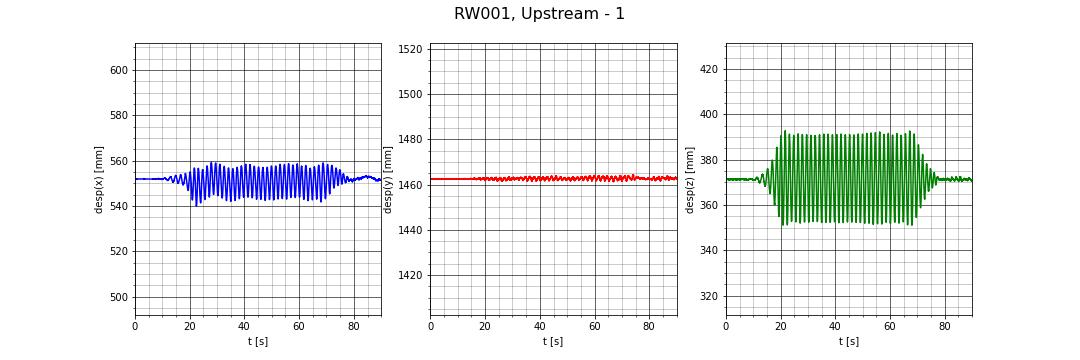 RW001, Upstream - 1
desp(x) [mm]
600
580
560
540
520
500
0 20 40 60 80
t [s]
desp(y) [mm]
1520
1500
1480
1460
1440
1420
0 20 40 60 80
t [s]
desp(z) [mm]
420
400
380
360
340
320
0 20 40 60 80
t [s]